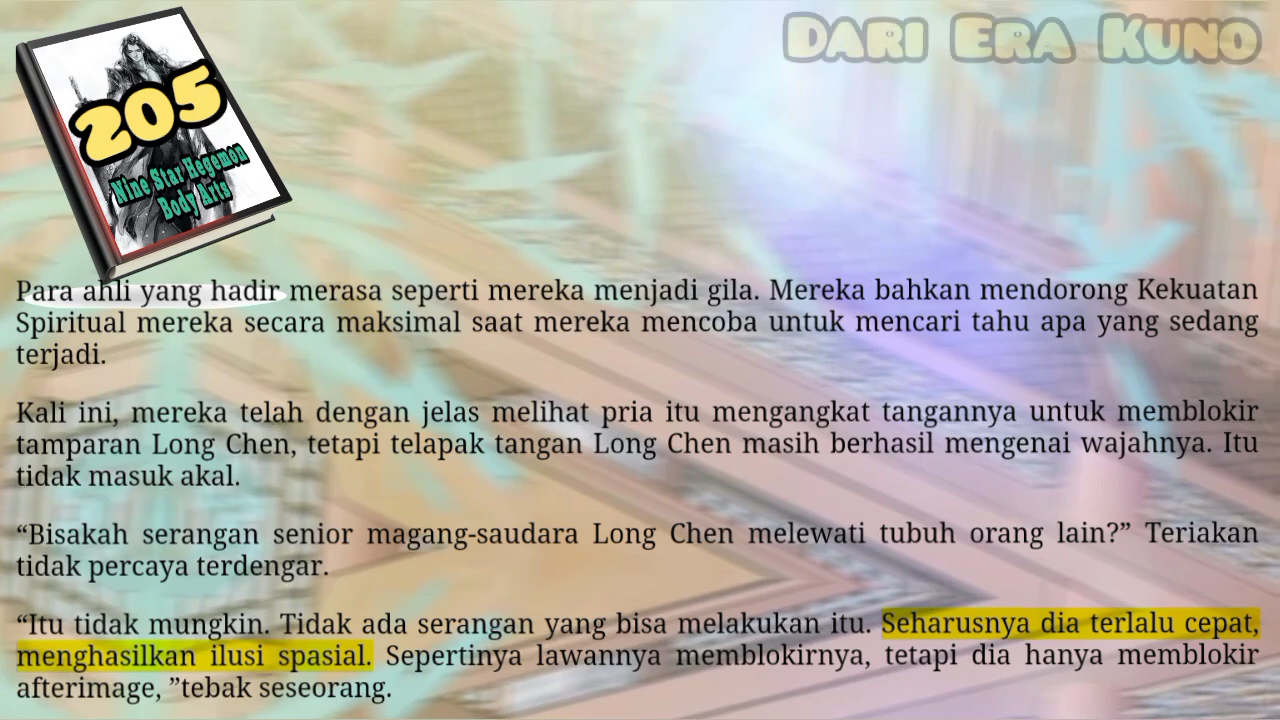 Dari Era Kuno
205
Nine Star Hegemon
Body Arts
Para ahli yang hadir merasa seperti mereka menjadi gila. Mereka bahkan mendorong Kekuatan
Spiritual mereka secara maksimal saat mereka mencoba untuk mencari tahu apa yang sedang
terjadi.
Kali ini, mereka telah dengan jelas melihat pria itu mengangkat tangannya untuk memblokir
tamparan Long Chen, tetapi telapak tangan Long Chen masih berhasil mengenai wajahnya. Itu
tidak masuk akal.
“Bisakah serangan senior magang-saudara Long Chen melewati tubuh orang lain?” Teriakan
tidak percaya terdengar.
“Itu tidak mungkin. Tidak ada serangan yang bisa melakukan itu. Seharusnya dia terlalu cepat,
menghasilkan ilusi spasial. Sepertinya lawannya memblokirnya, tetapi dia hanya memblokir
afterimage, ”tebak seseorang.